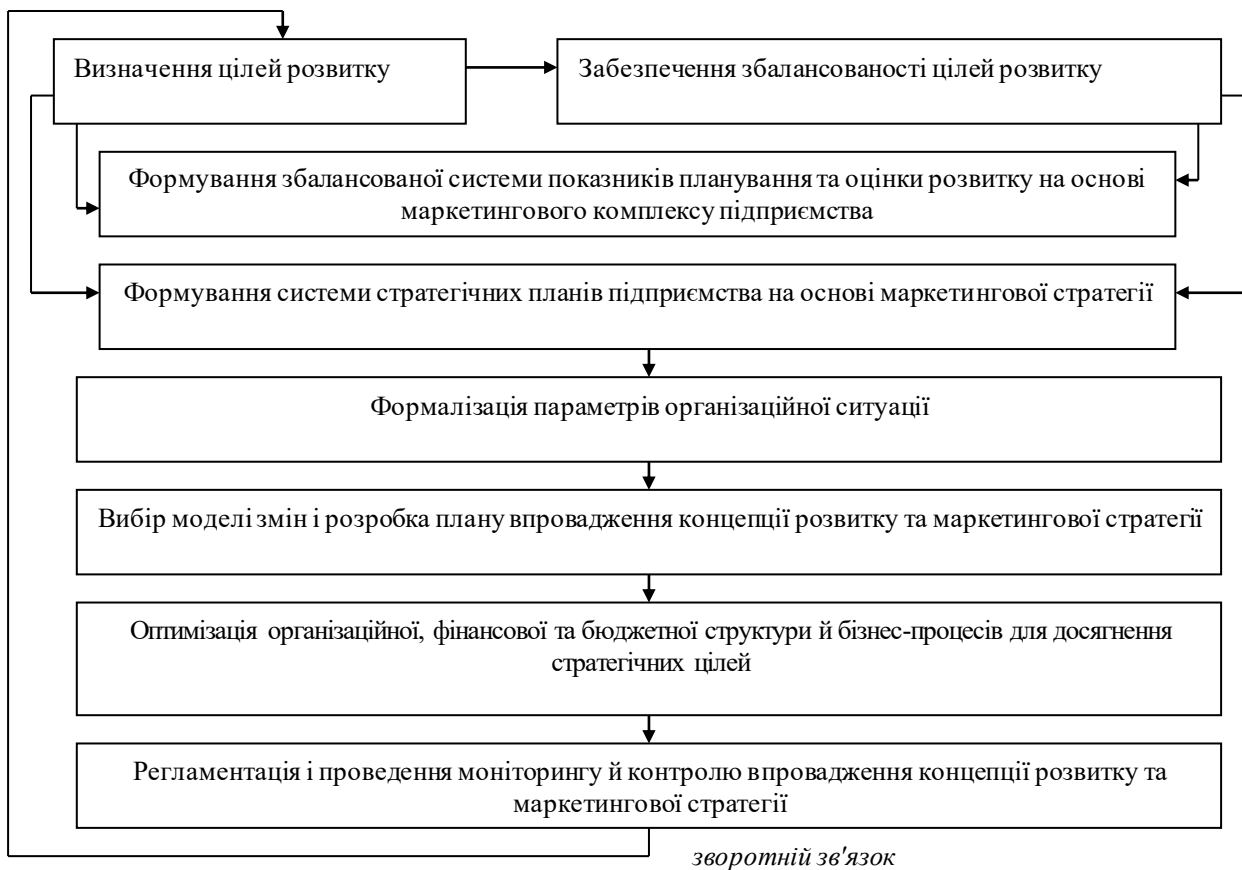 Визначення цілей розвитку
Забезпечення збалансованості цілей розвитку
Формування збалансованої системи показників планування та оцінки розвитку на основі
маркетингового комплексу підприємства
Формування системи стратегічних планів підприємства на основі маркетингової стратегії
Формалізація параметрів організаційної ситуації
Вибір моделі змін і розробка плану впровадження концепції розвитку та маркетингової стратегії
Оптимізація організаційної, фінансової та бюджетної структури й бізнес-процесів для досягнення
стратегічних цілей
Регламентація і проведення моніторингу й контролю впровадження концепції розвитку та
маркетингової стратегії
зворотній зв'язок